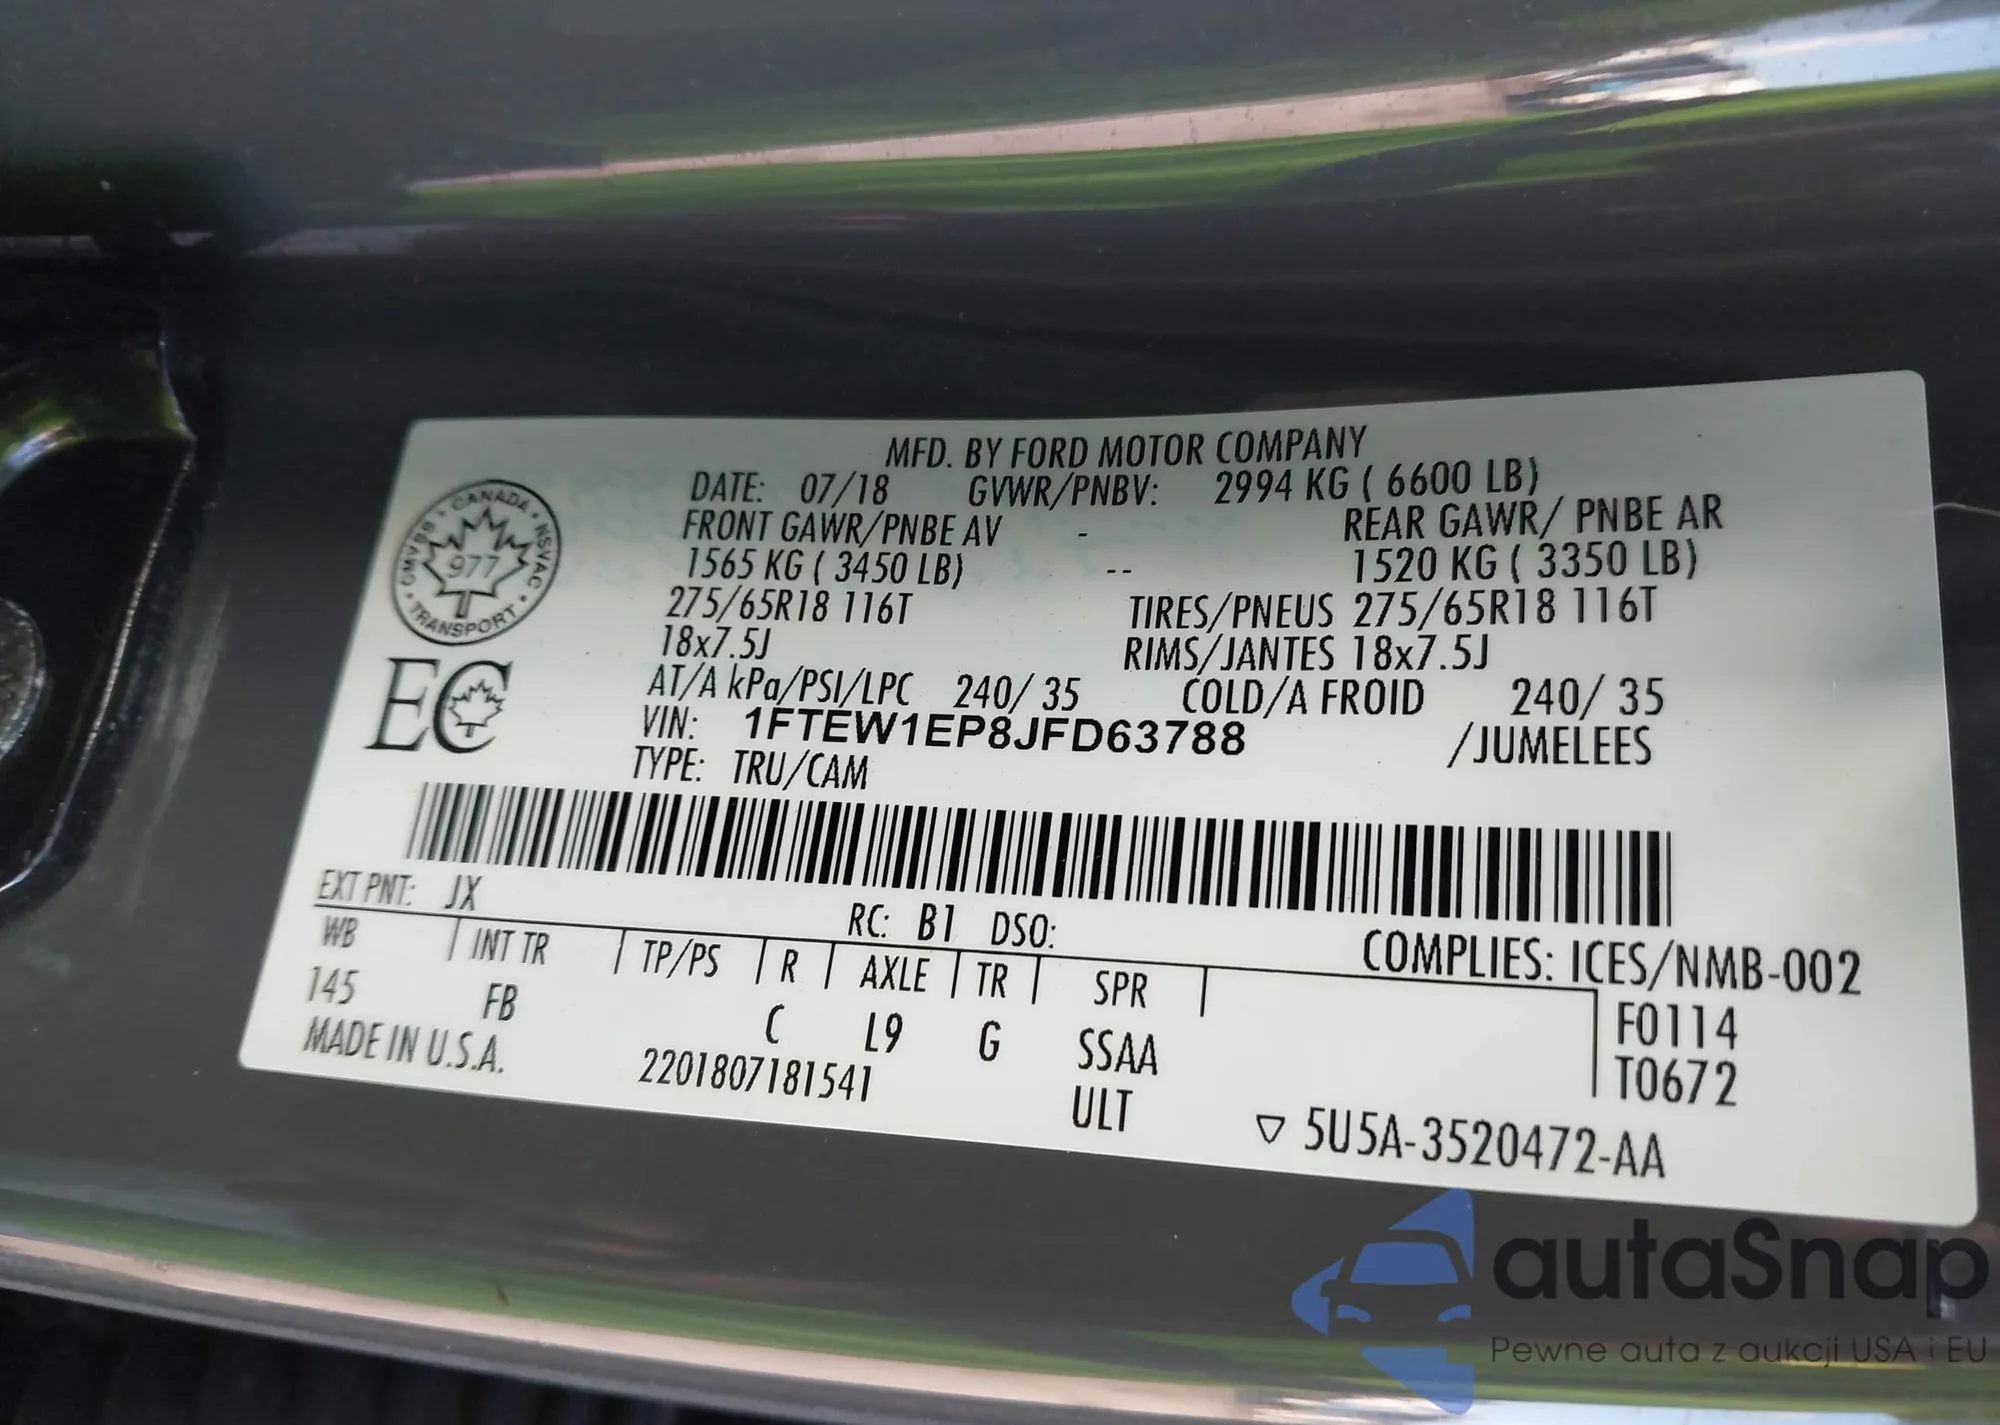 MFD. BY FORD MOTOR COMPANY
DATE: 07/18 GVWR/PNBV: 2994 KG ( 6600 LB)
FRONT GAWR/PNBE AV - REAR GAWR/ PNBE AR
1565 KG ( 3450 LB) -- 1520 KG ( 3350 LB)
275/65R18 116T TIRES/PNEUS 275/65R18 116T
18x7.5J RIMS/JANTES 18x7.5J
AT/A kPa/PSI/LPC 240/ 35 COLD/A FROID 240/ 35
VIN: 1FTEW1EP8JFD63788 /JUMELEES
TYPE: TRU/CAM
CANADA · NSVAC · TRANSPORT · CMVSS ·
977
EC
EXT PNT: JX RC: B1 DSO: COMPLIES: ICES/NMB-002
WB INT TR TP/PS R AXLE TR SPR F0114
145 FB C L9 G SSAA T0672
MADE IN U.S.A. 2201807181541 ULT ▽ 5U5A-3520472-AA
autaSnap
Pewne auta z aukcji USA i EU